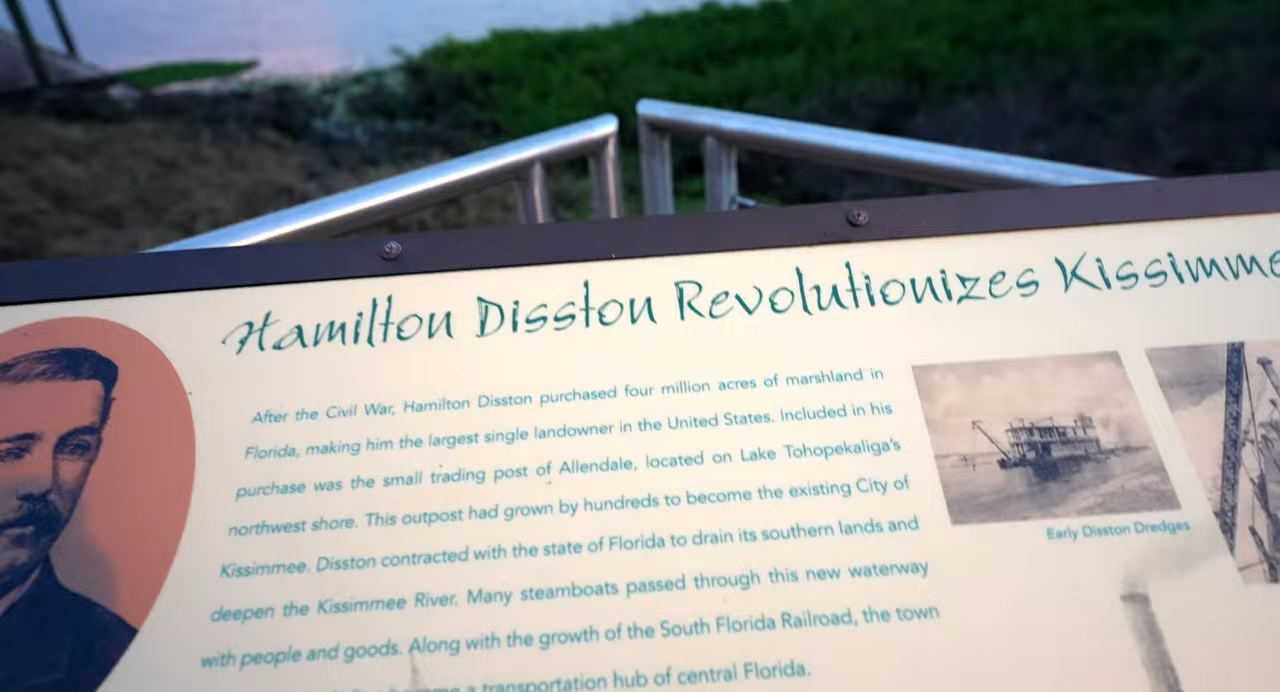 Hamilton Disston Revolutionizes Kissimme
After the Civil War, Hamilton Disston purchased four million acres of marshland in
Florida, making him the largest single landowner in the United States. Included in his
purchase was the small trading post of Allendale, located on Lake Tohopekaliga's
northwest shore. This outpost had grown by hundreds to become the existing City of
Kissimmee. Disston contracted with the state of Florida to drain its southern lands and
deepen the Kissimmee River. Many steamboats passed through this new waterway
with people and goods. Along with the growth of the South Florida Railroad, the town
a transportation hub of central Florida.
Early Disston Dredges